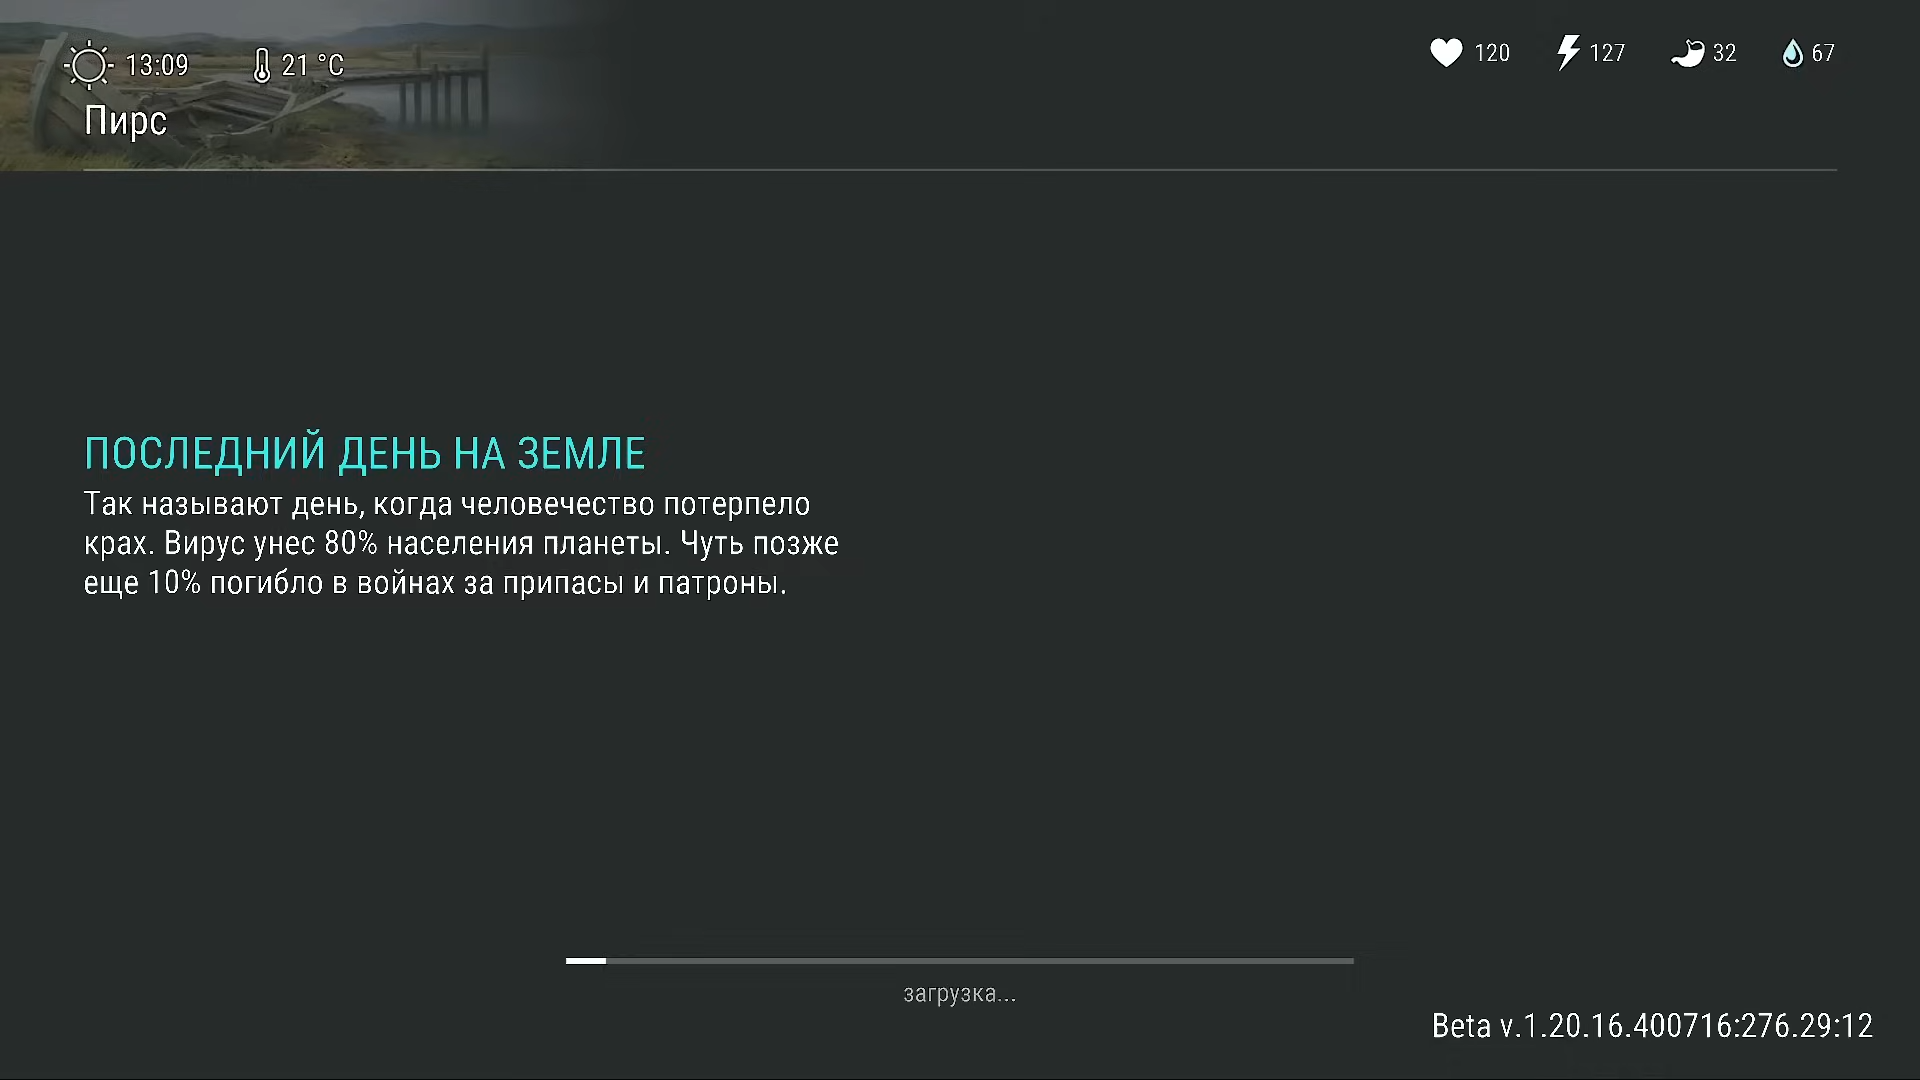 13:09 21 °C
Пирс
120 127 32 67
ПОСЛЕДНИЙ ДЕНЬ НА ЗЕМЛЕ
Так называют день, когда человечество потерпело
крах. Вирус унес 80% населения планеты. Чуть позже
еще 10% погибло в войнах за припасы и патроны.
загрузка...
Beta v.1.20.16.400716:276.29:12